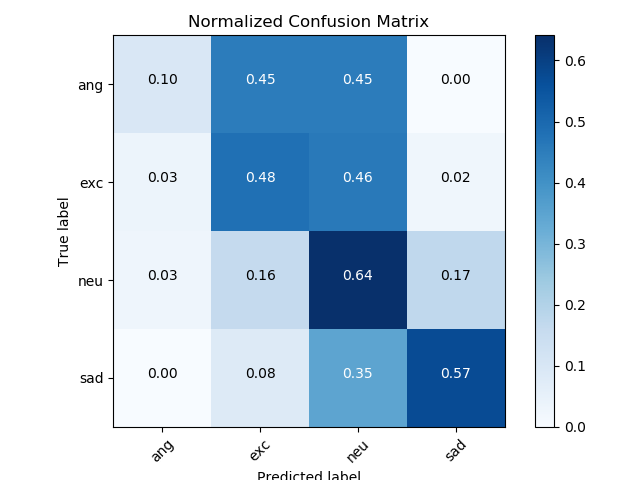 Normalized Confusion Matrix
ang 0.10 0.45 0.45 0.00
exc 0.03 0.48 0.46 0.02
neu 0.03 0.16 0.64 0.17
sad 0.00 0.08 0.35 0.57
ang exc neu sad
True label
Predicted label
0.6
0.5
0.4
0.3
0.2
0.1
0.0